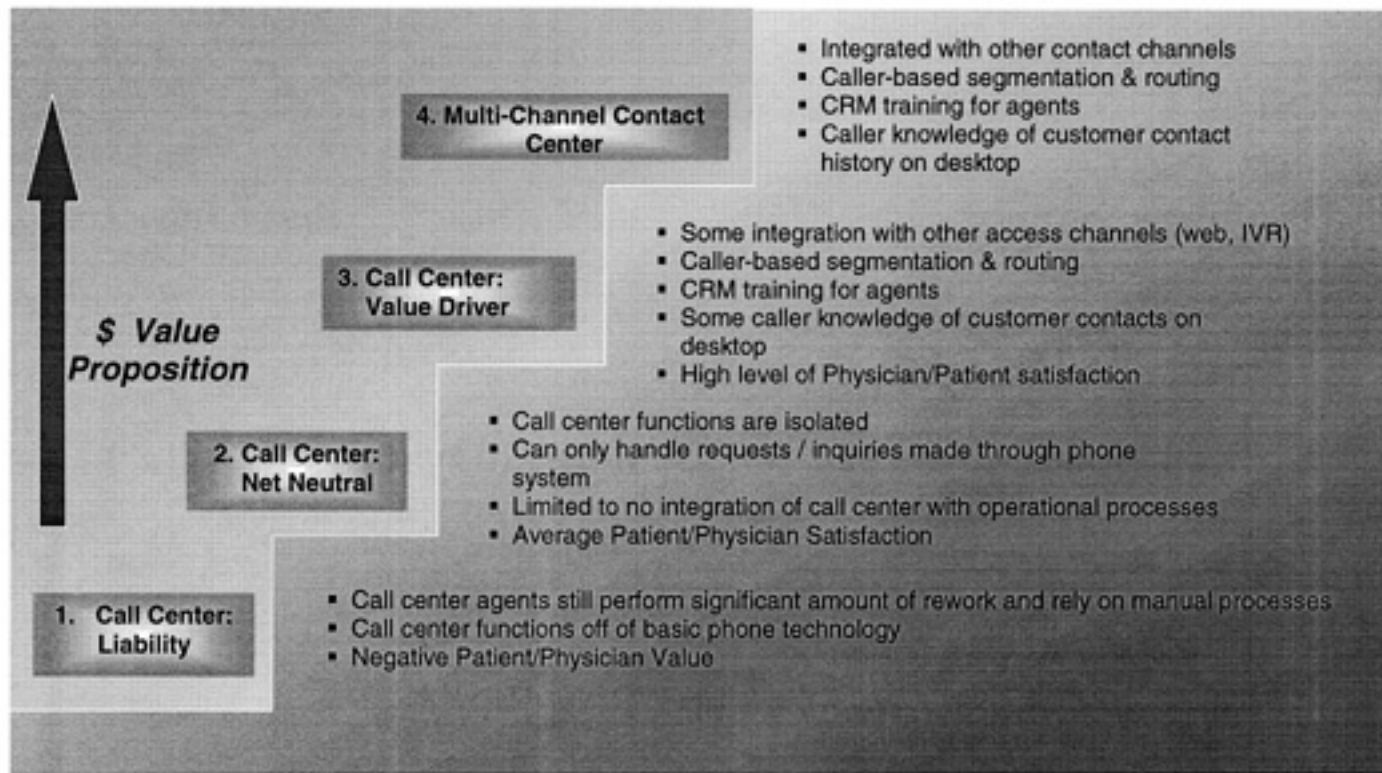 ▪ Integrated with other contact channels
▪ Caller-based segmentation & routing
▪ CRM training for agents
▪ Caller knowledge of customer contact
history on desktop
4. Multi-Channel Contact
Center
▪ Some integration with other access channels (web, IVR)
▪ Caller-based segmentation & routing
▪ CRM training for agents
▪ Some caller knowledge of customer contacts on
desktop
▪ High level of Physician/Patient satisfaction
3. Call Center:
Value Driver
$ Value
Proposition
▪ Call center functions are isolated
▪ Can only handle requests / inquiries made through phone
system
▪ Limited to no integration of call center with operational processes
▪ Average Patient/Physician Satisfaction
2. Call Center:
Net Neutral
1. Call Center:
Liability
▪ Call center agents still perform significant amount of rework and rely on manual processes
▪ Call center functions off of basic phone technology
▪ Negative Patient/Physician Value